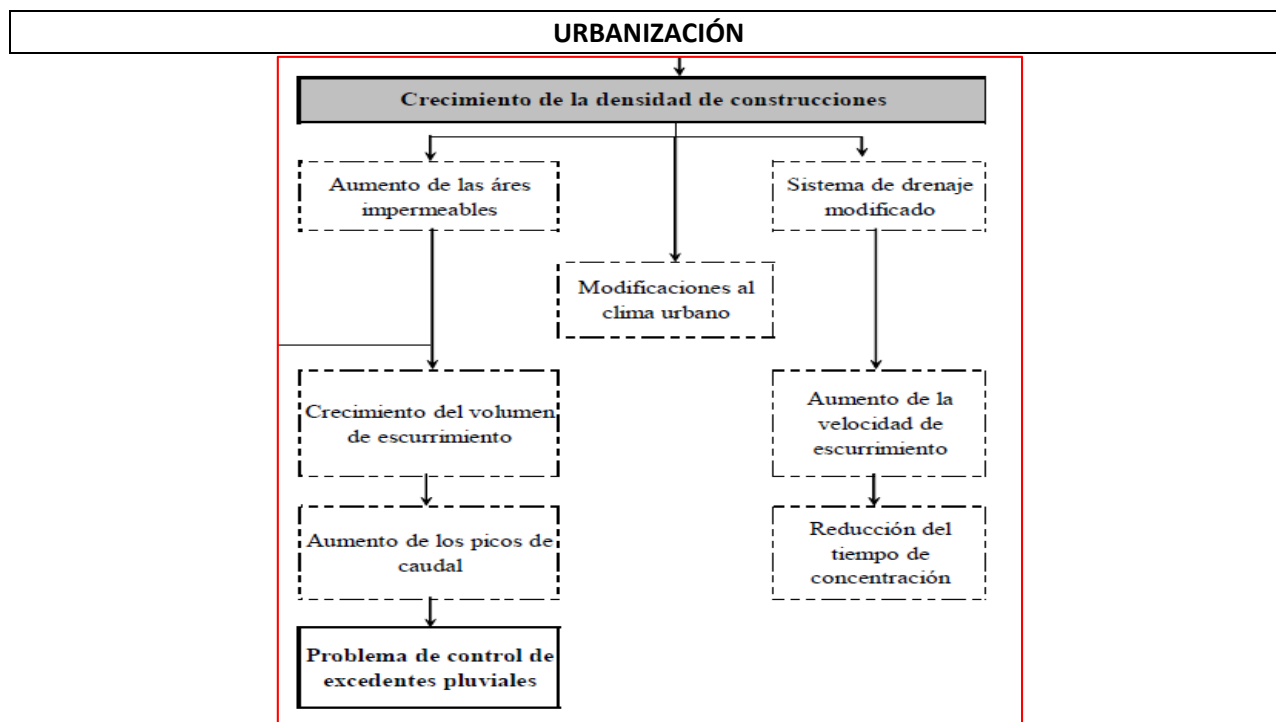 URBANIZACIÓN
Crecimiento de la densidad de construcciones
Aumento de las áres
impermeables
Sistema de drenaje
modificado
Modificaciones al
clima urbano
Crecimiento del volumen
de escurrimiento
Aumento de la
velocidad de
escurrimiento
Aumento de los picos de
caudal
Reducción del
tiempo de
concentración
Problema de control de
excedentes pluviales